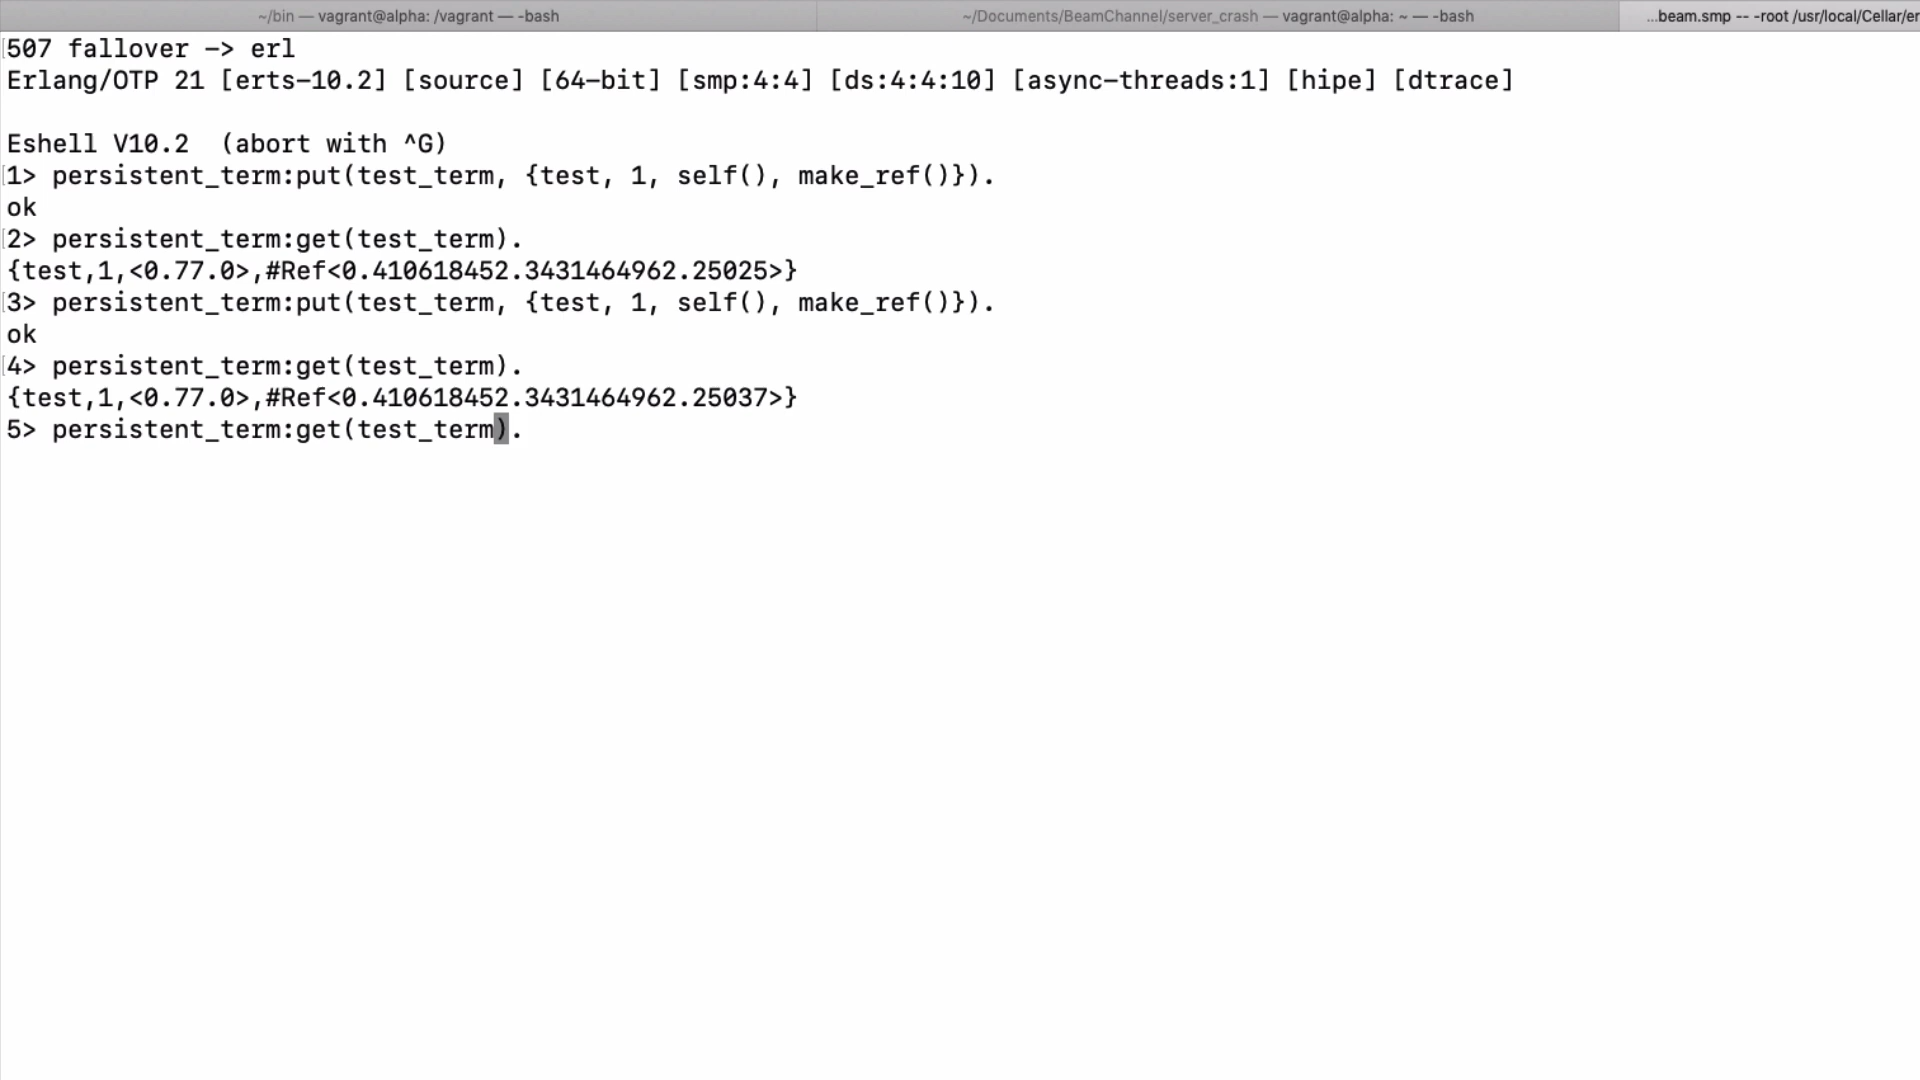 ~/bin — vagrant@alpha: /vagrant — -bash
~/Documents/BeamChannel/server_crash — vagrant@alpha: ~ — -bash
...beam.smp -- -root /usr/local/Cellar/er
[507 fallover -> erl
Erlang/OTP 21 [erts-10.2] [source] [64-bit] [smp:4:4] [ds:4:4:10] [async-threads:1] [hipe] [dtrace]
Eshell V10.2  (abort with ^G)
[1> persistent_term:put(test_term, {test, 1, self(), make_ref()}).
ok
[2> persistent_term:get(test_term).
{test,1,<0.77.0>,#Ref<0.410618452.3431464962.25025>}
[3> persistent_term:put(test_term, {test, 1, self(), make_ref()}).
ok
[4> persistent_term:get(test_term).
{test,1,<0.77.0>,#Ref<0.410618452.3431464962.25037>}
5> persistent_term:get(test_term).